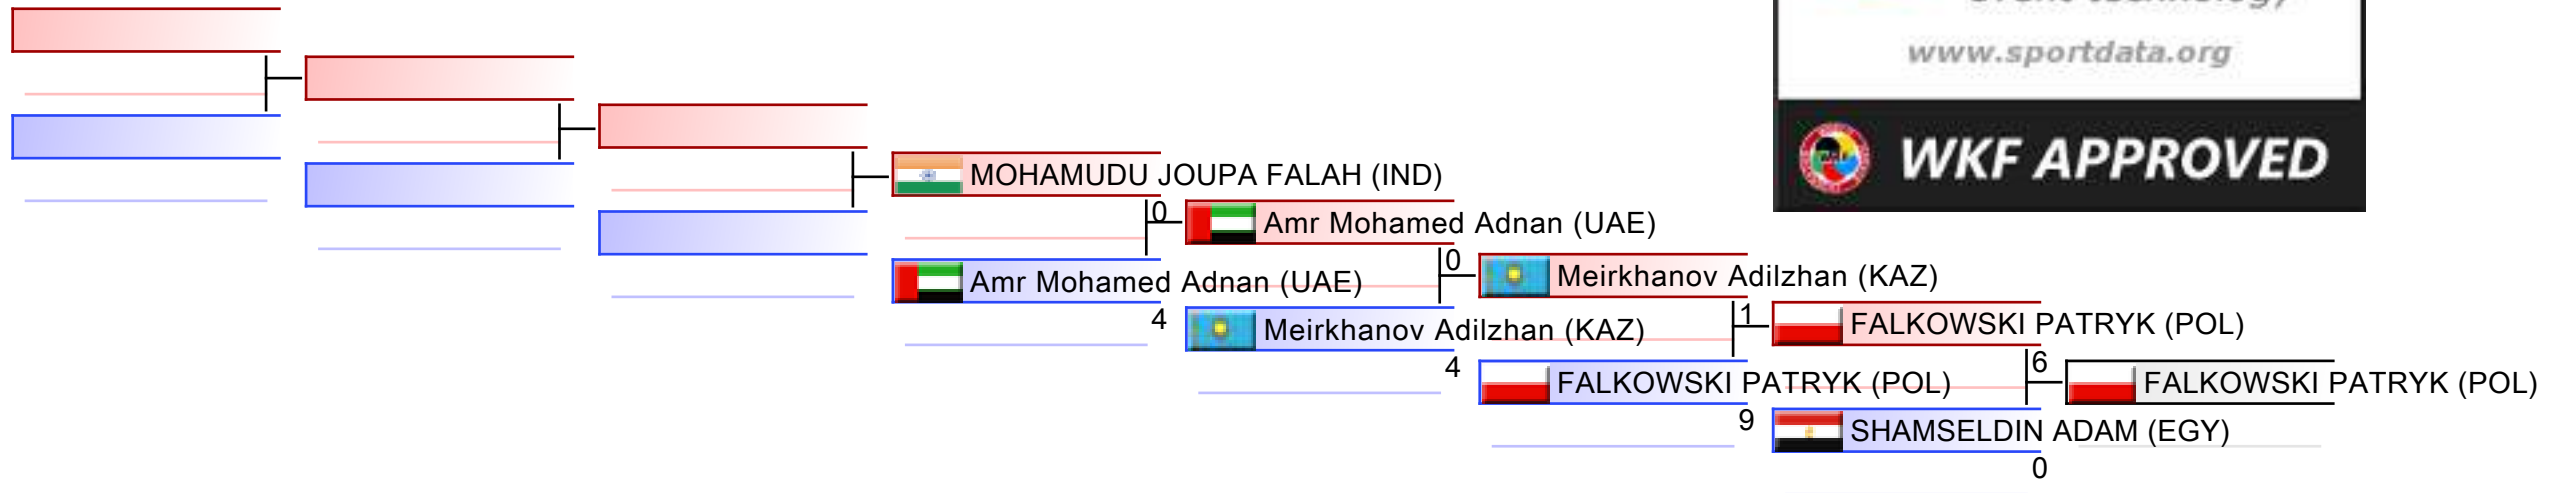 www.sportdata.org
WKF APPROVED
MOHAMUDU JOUPA FALAH (IND)
0
Amr Mohamed Adnan (UAE)
Amr Mohamed Adnan (UAE)
4
0
Meirkhanov Adilzhan (KAZ)
Meirkhanov Adilzhan (KAZ)
4
1
FALKOWSKI PATRYK (POL)
FALKOWSKI PATRYK (POL)
9
6
FALKOWSKI PATRYK (POL)
SHAMSELDIN ADAM (EGY)
0